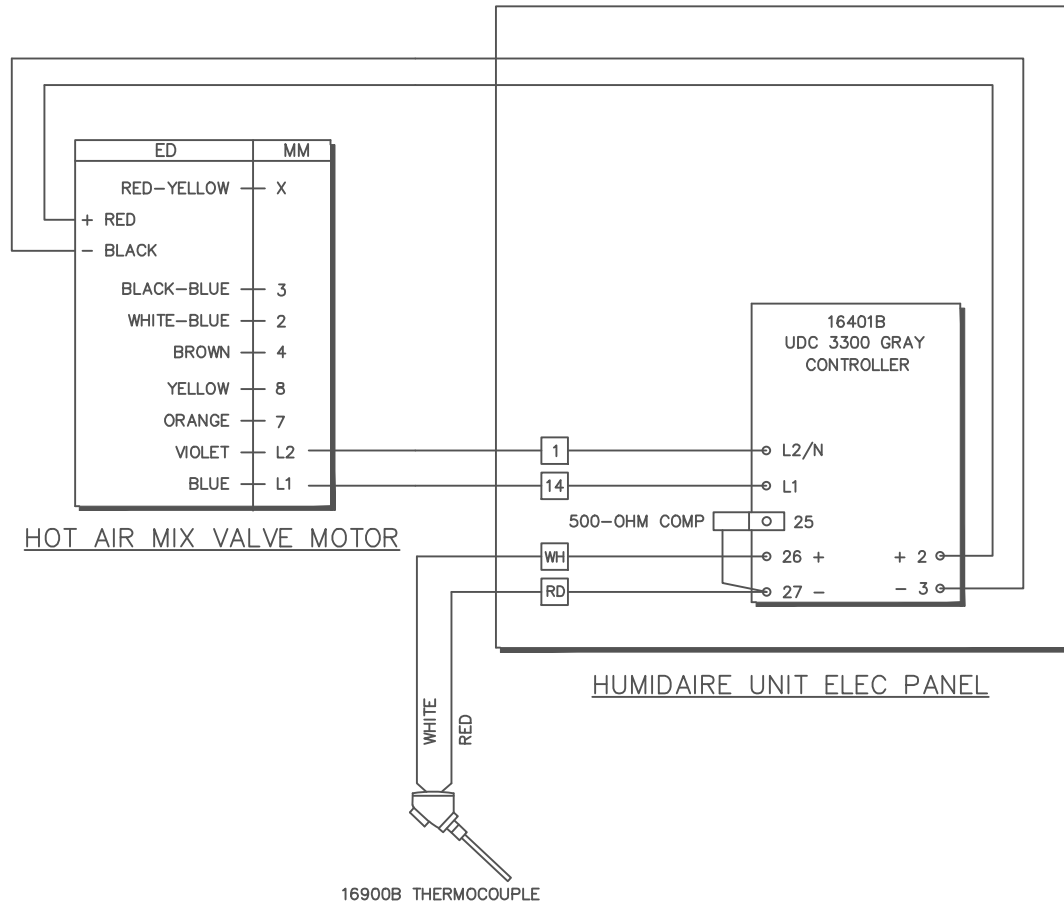 ED MM
RED-YELLOW X
+ RED
- BLACK
BLACK-BLUE 3
WHITE-BLUE 2
BROWN 4
YELLOW 8
ORANGE 7
VIOLET L2
BLUE L1
HOT AIR MIX VALVE MOTOR
16401B
UDC 3300 GRAY
CONTROLLER
1 L2/N
14 L1
500-OHM COMP 25
WH 26 + + 2
RD 27 - - 3
HUMIDAIRE UNIT ELEC PANEL
WHITE
RED
16900B THERMOCOUPLE